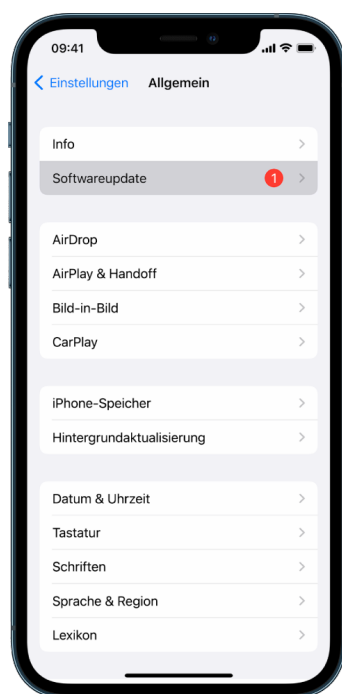 09:41
Einstellungen Allgemein
Info
Softwareupdate 1
AirDrop
AirPlay & Handoff
Bild-in-Bild
CarPlay
iPhone-Speicher
Hintergrundaktualisierung
Datum & Uhrzeit
Tastatur
Schriften
Sprache & Region
Lexikon